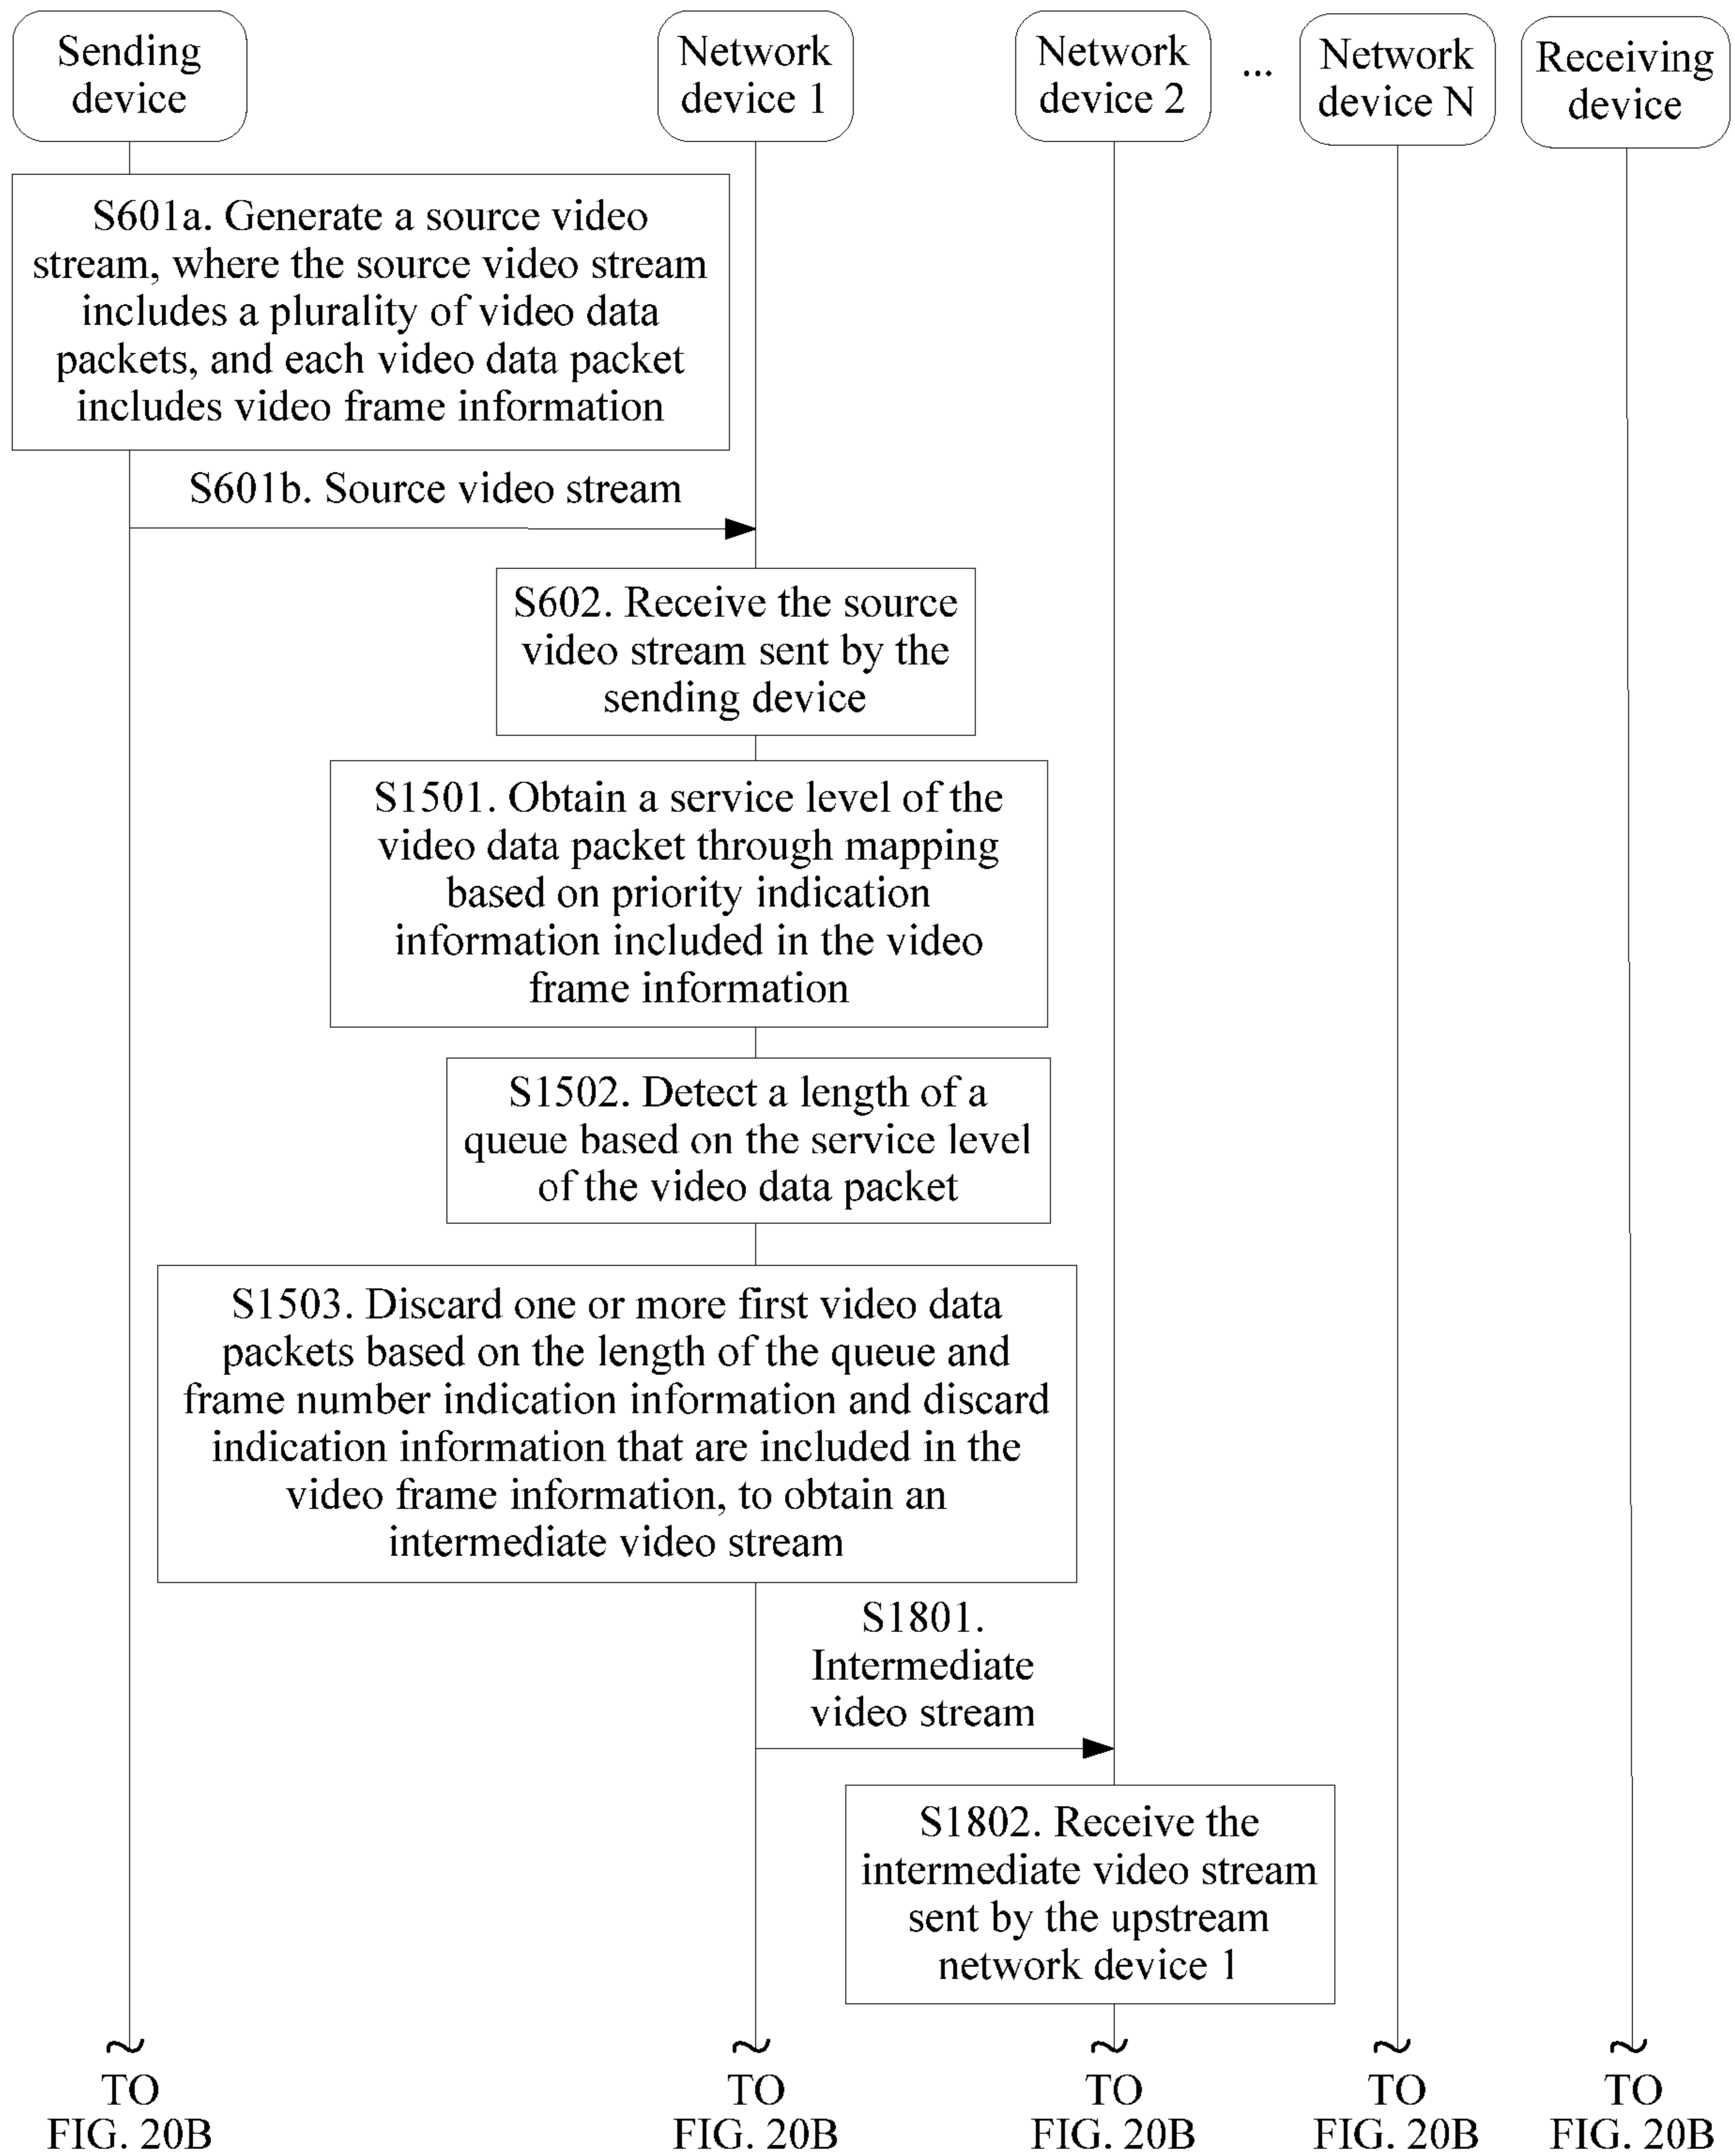 Sending
device
Network
device 1
Network
device 2
...
Network
device N
Receiving
device
S601a. Generate a source video
stream, where the source video stream
includes a plurality of video data
packets, and each video data packet
includes video frame information
S601b. Source video stream
S602. Receive the source
video stream sent by the
sending device
S1501. Obtain a service level of the
video data packet through mapping
based on priority indication
information included in the video
frame information
S1502. Detect a length of a
queue based on the service level
of the video data packet
S1503. Discard one or more first video data
packets based on the length of the queue and
frame number indication information and discard
indication information that are included in the
video frame information, to obtain an
intermediate video stream
S1801.
Intermediate
video stream
S1802. Receive the
intermediate video stream
sent by the upstream
network device 1
TO
FIG. 20B
TO
FIG. 20B
TO
FIG. 20B
TO
FIG. 20B
TO
FIG. 20B